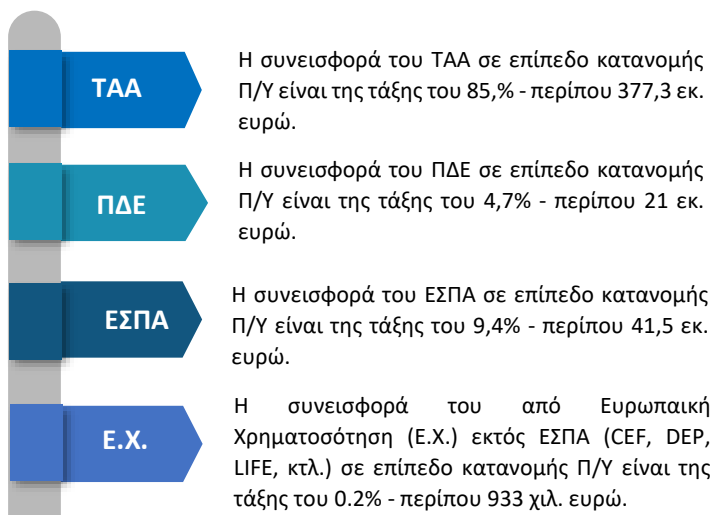 ΤΑΑ
Η συνεισφορά του ΤΑΑ σε επίπεδο κατανομής
Π/Υ είναι της τάξης του 85,% - περίπου 377,3 εκ.
ευρώ.
ΠΔΕ
Η συνεισφορά του ΠΔΕ σε επίπεδο κατανομής
Π/Υ είναι της τάξης του 4,7% - περίπου 21 εκ.
ευρώ.
ΕΣΠΑ
Η συνεισφορά του ΕΣΠΑ σε επίπεδο κατανομής
Π/Υ είναι της τάξης του 9,4% - περίπου 41,5 εκ.
ευρώ.
Ε.Χ.
Η συνεισφορά του από Ευρωπαική
Χρηματοσότηση (Ε.Χ.) εκτός ΕΣΠΑ (CEF, DEP,
LIFE, κτλ.) σε επίπεδο κατανομής Π/Υ είναι της
τάξης του 0.2% - περίπου 933 χιλ. ευρώ.